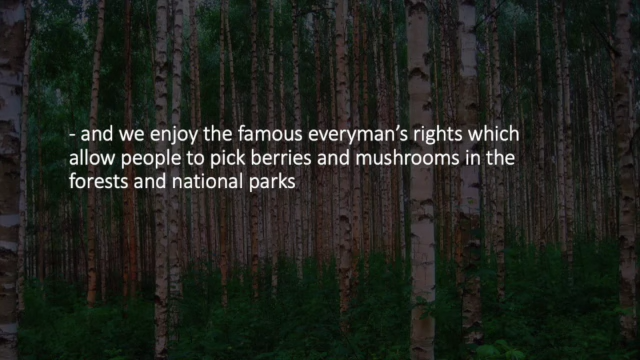 - and we enjoy the famous everyman’s rights which
allow people to pick berries and mushrooms in the
forests and national parks